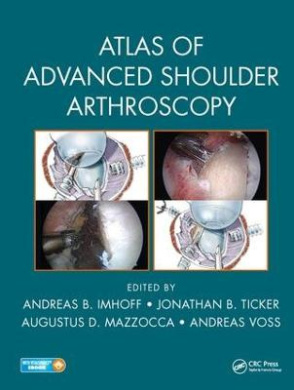 ATLAS OF
ADVANCED SHOULDER
ARTHROSCOPY
EDITED BY
ANDREAS B. IMHOFF • JONATHAN B. TICKER
AUGUSTUS D. MAZZOCCA • ANDREAS VOSS
CRC Press